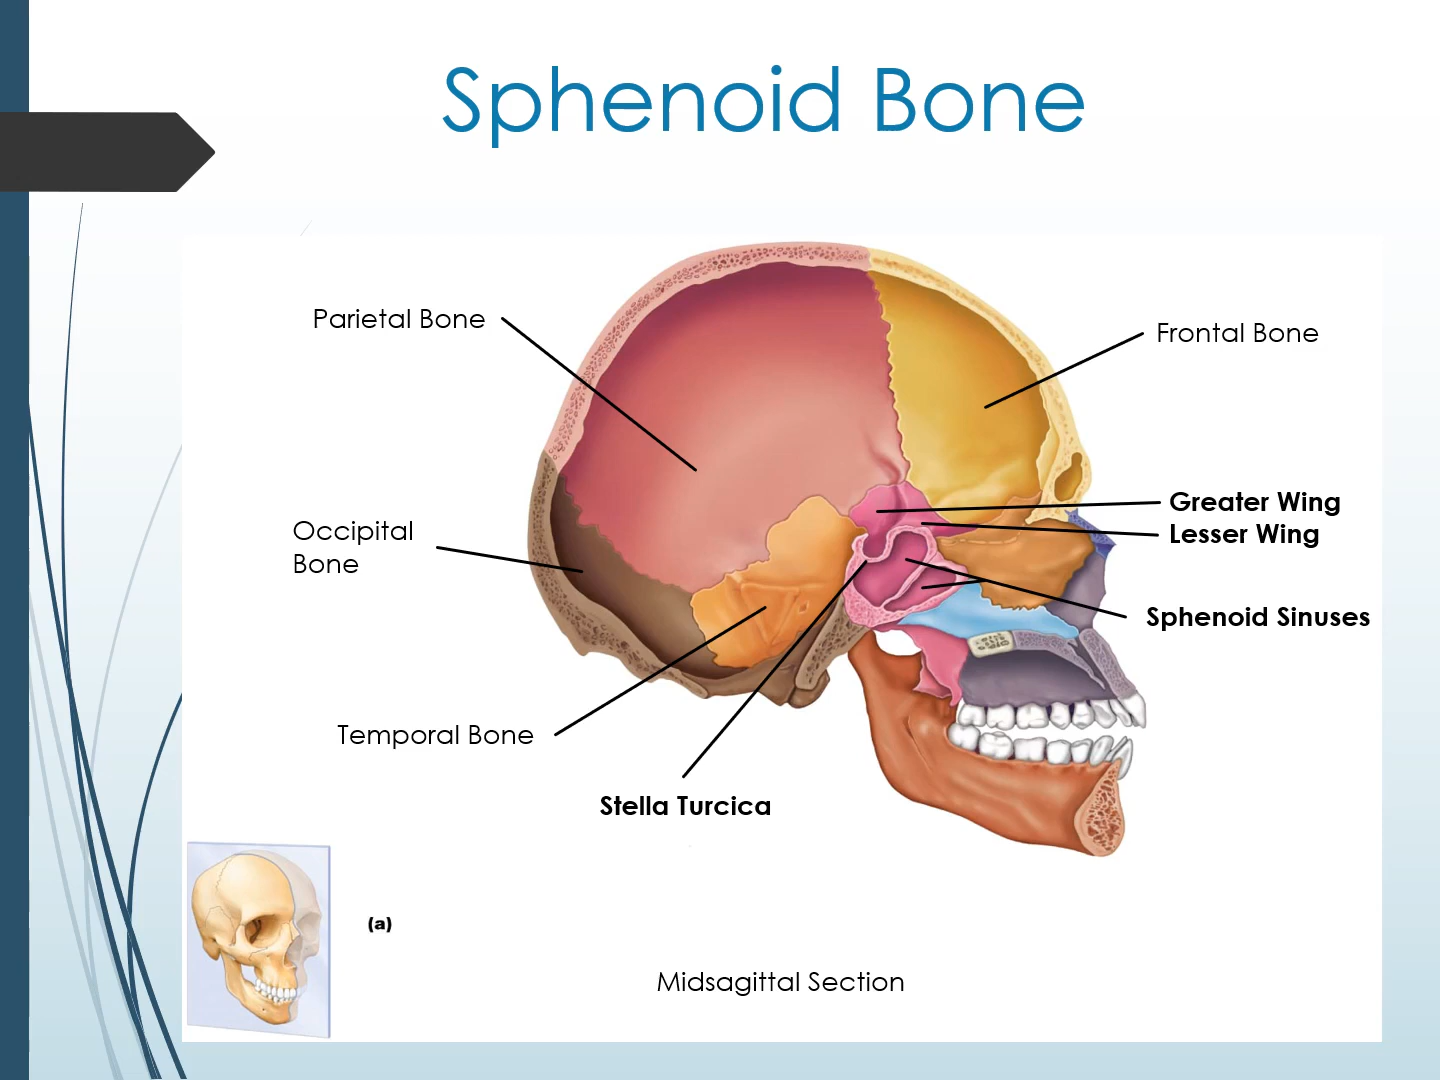 Sphenoid Bone
Parietal Bone
Frontal Bone
Greater Wing
Lesser Wing
Occipital
Bone
Sphenoid Sinuses
Temporal Bone
Stella Turcica
(a)
Midsagittal Section